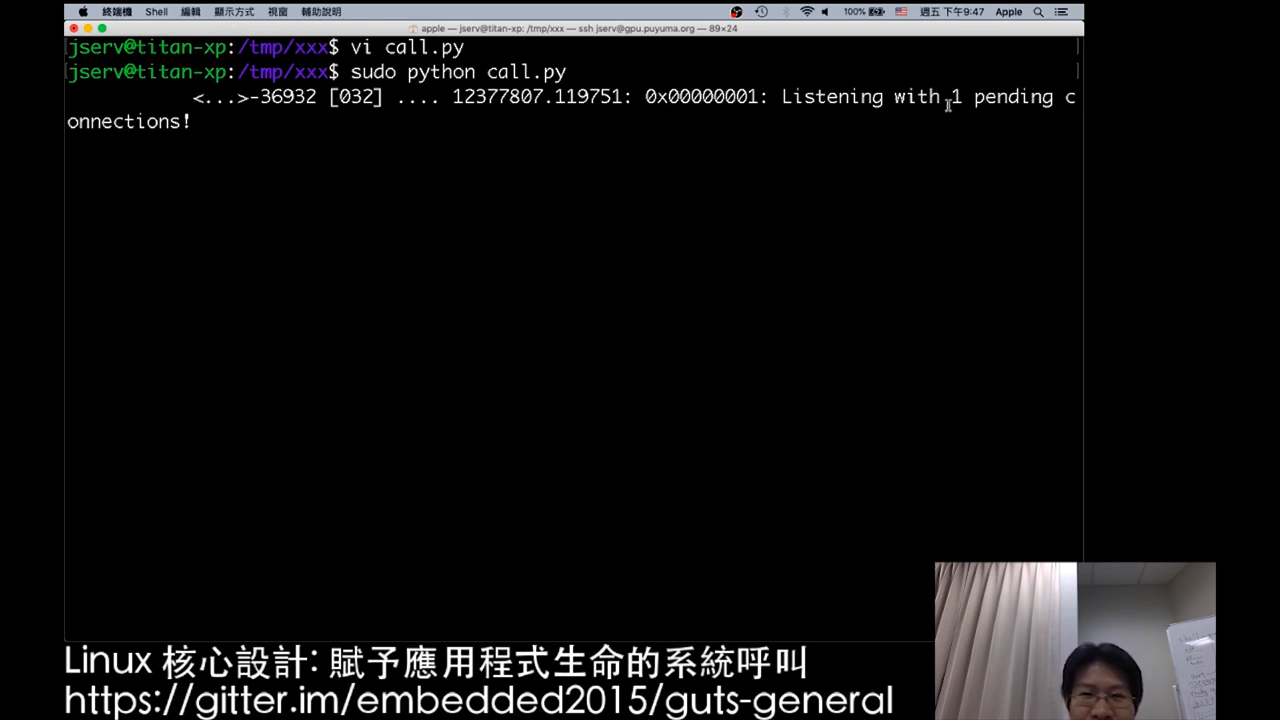 終端機 Shell 編輯 顯示方式 視窗 輔助說明 100% 週五 下午9:47 Apple
apple — jserv@titan-xp: /tmp/xxx — ssh jserv@gpu.puyuma.org — 89×24
jserv@titan-xp:/tmp/xxx$ vi call.py
jserv@titan-xp:/tmp/xxx$ sudo python call.py
<...>-36932 [032] .... 12377807.119751: 0x00000001: Listening with 1 pending c
onnections!
Linux 核心設計: 賦予應用程式生命的系統呼叫
https://gitter.im/embedded2015/guts-general